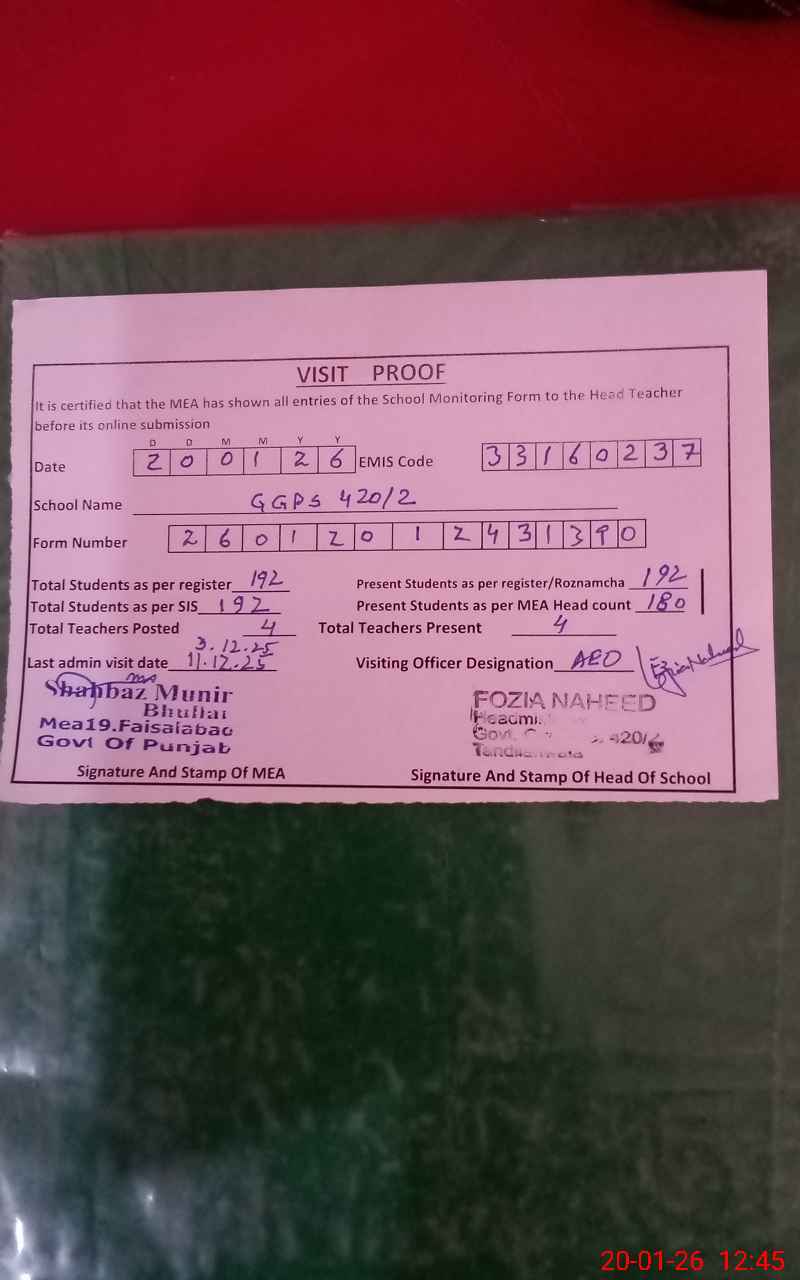 VISIT PROOF
It is certified that the MEA has shown all entries of the School Monitoring Form to the Head Teacher
before its online submission
D D M M Y Y
Date 2 0 0 1 2 6 EMIS Code 3 3 1 6 0 2 3 7
School Name GGPS 420/2
Form Number 2 6 0 1 2 0 1 2 4 3 1 3 9 0
Total Students as per register 192 Present Students as per register/Roznamcha 192
Total Students as per SIS 192 Present Students as per MEA Head count 180
Total Teachers Posted 4 Total Teachers Present 4
3.12.25
Last admin visit date 11.12.25 Visiting Officer Designation AEO
Shahbaz Munir FOZIA NAHEED
Bhullar
Mea19.Faisalabad Govt. 420/
Govt Of Punjab
Signature And Stamp Of MEA Signature And Stamp Of Head Of School
20-01-26 12:45